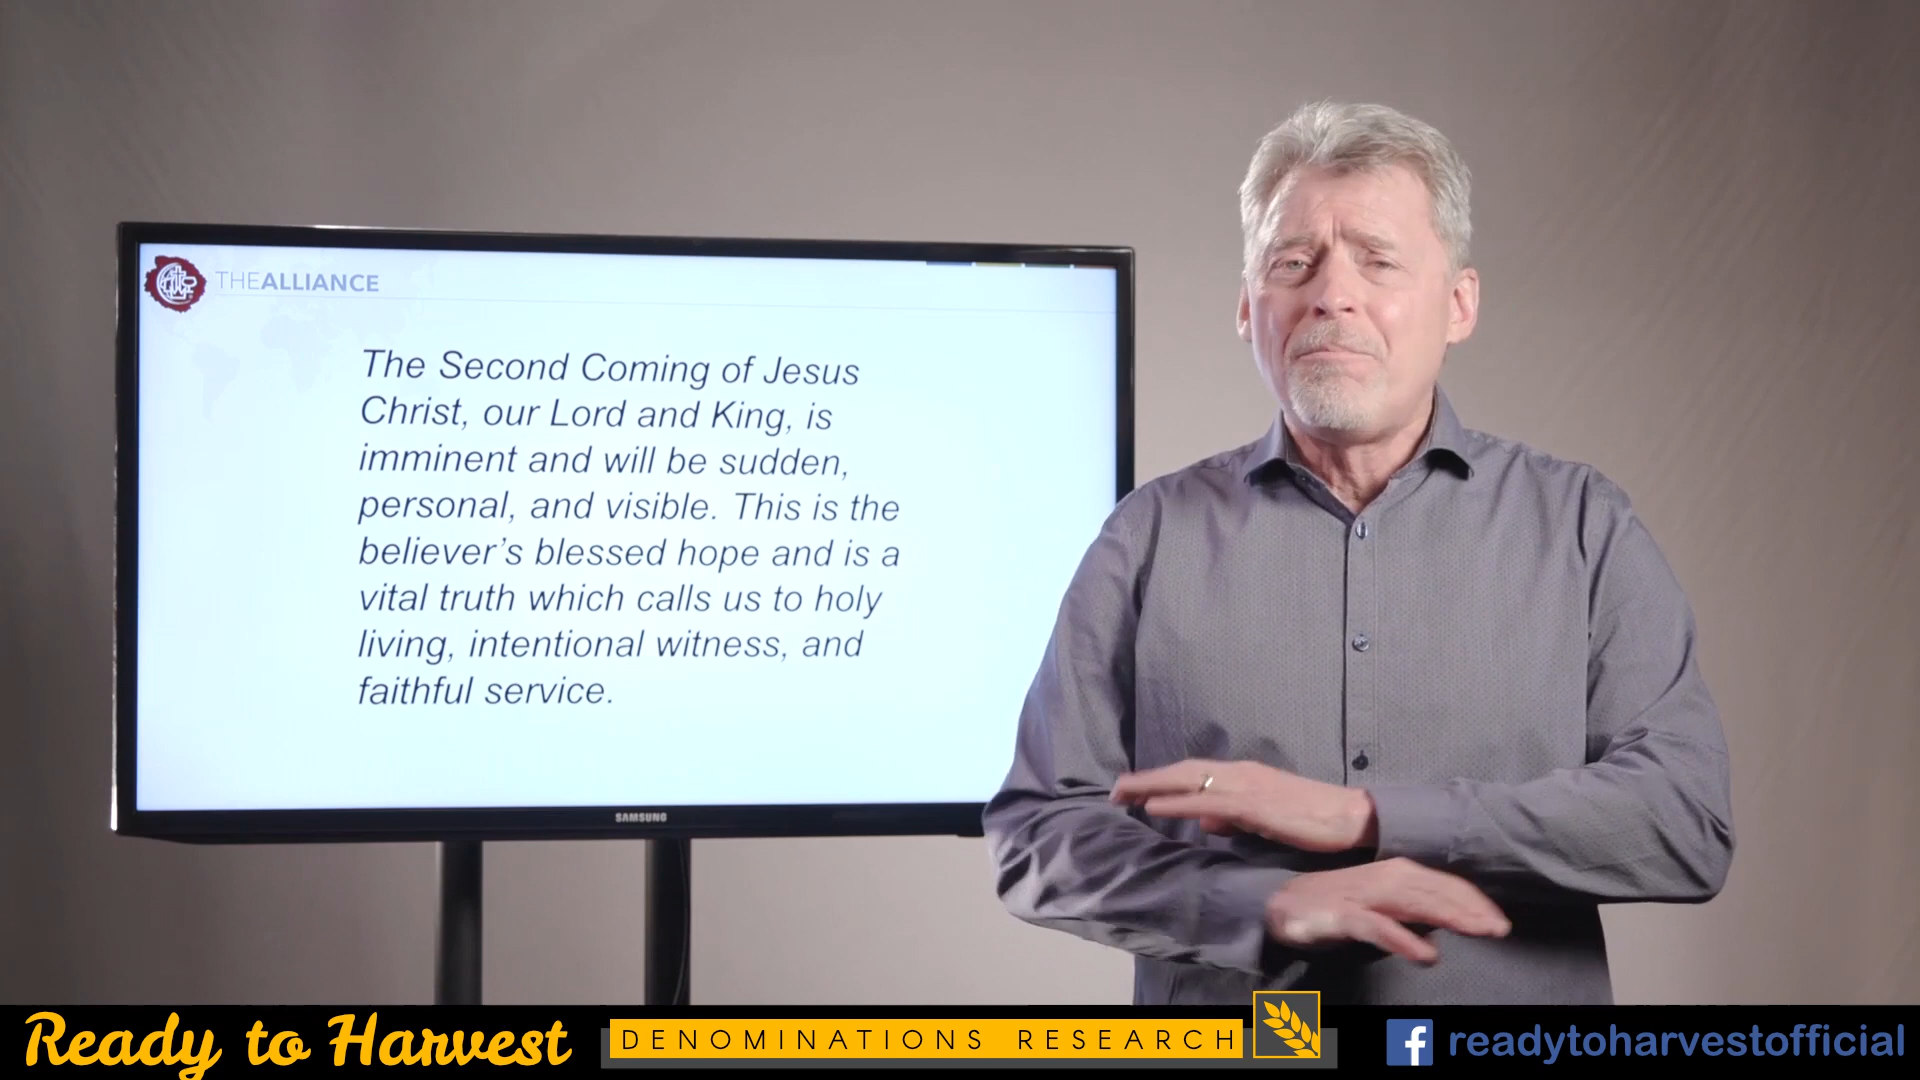 THEALLIANCE
The Second Coming of Jesus
Christ, our Lord and King, is
imminent and will be sudden,
personal, and visible. This is the
believer’s blessed hope and is a
vital truth which calls us to holy
living, intentional witness, and
faithful service.
SAMSUNG
Ready to Harvest
DENOMINATIONS RESEARCH
f readytoharvestofficial